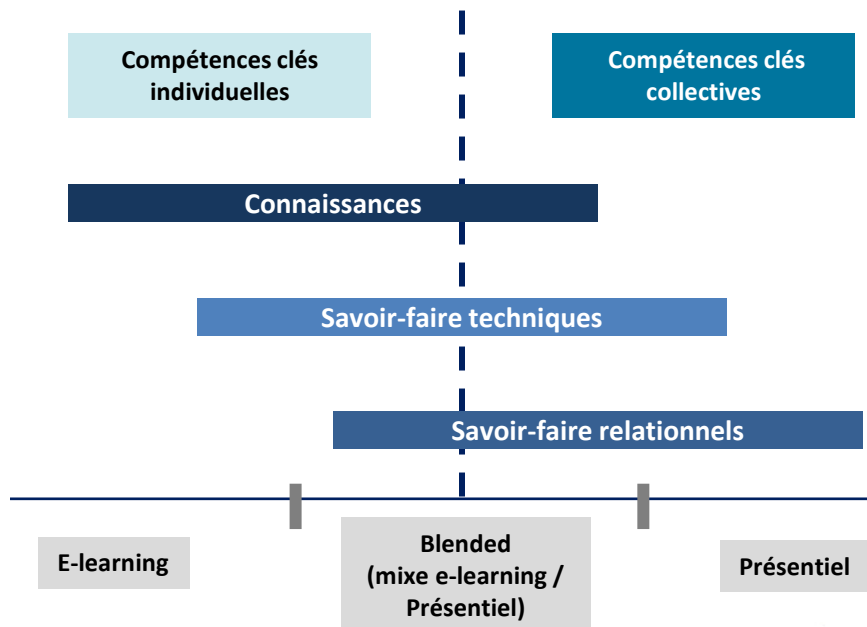 Compétences clés
individuelles
Compétences clés
collectives
Connaissances
Savoir-faire techniques
Savoir-faire relationnels
E-learning
Blended
(mixe e-learning /
Présentiel)
Présentiel